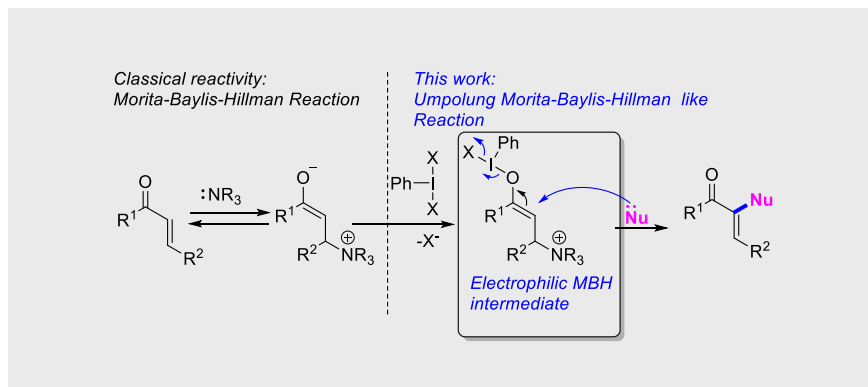 Classical reactivity:
Morita-Baylis-Hillman Reaction
This work:
Umpolung Morita-Baylis-Hillman like
Reaction
O
R1
R2
:NR3
O−
R1
R2
⊕
NR3
X
Ph
I
X
-X-
X
Ph
I
O
R1
R2
⊕
NR3
Electrophilic MBH
intermediate
:Nu
O
R1
Nu
R2